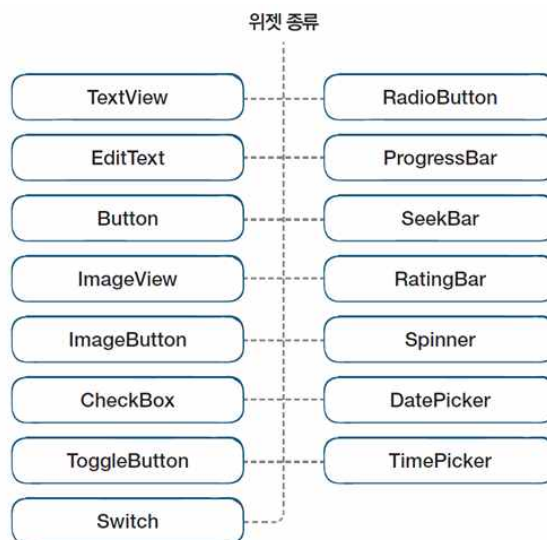 위젯 종류
TextView
RadioButton
EditText
ProgressBar
Button
SeekBar
ImageView
RatingBar
ImageButton
Spinner
CheckBox
DatePicker
ToggleButton
TimePicker
Switch